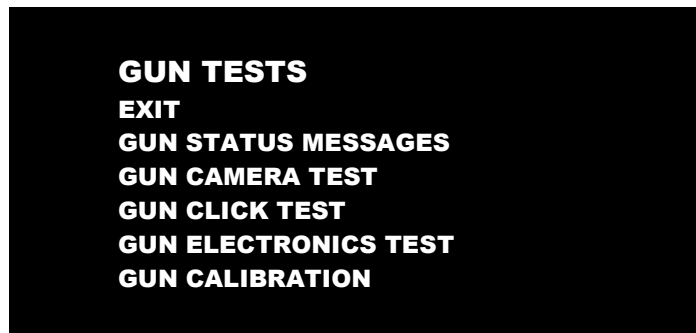 GUN TESTS
EXIT
GUN STATUS MESSAGES
GUN CAMERA TEST
GUN CLICK TEST
GUN ELECTRONICS TEST
GUN CALIBRATION